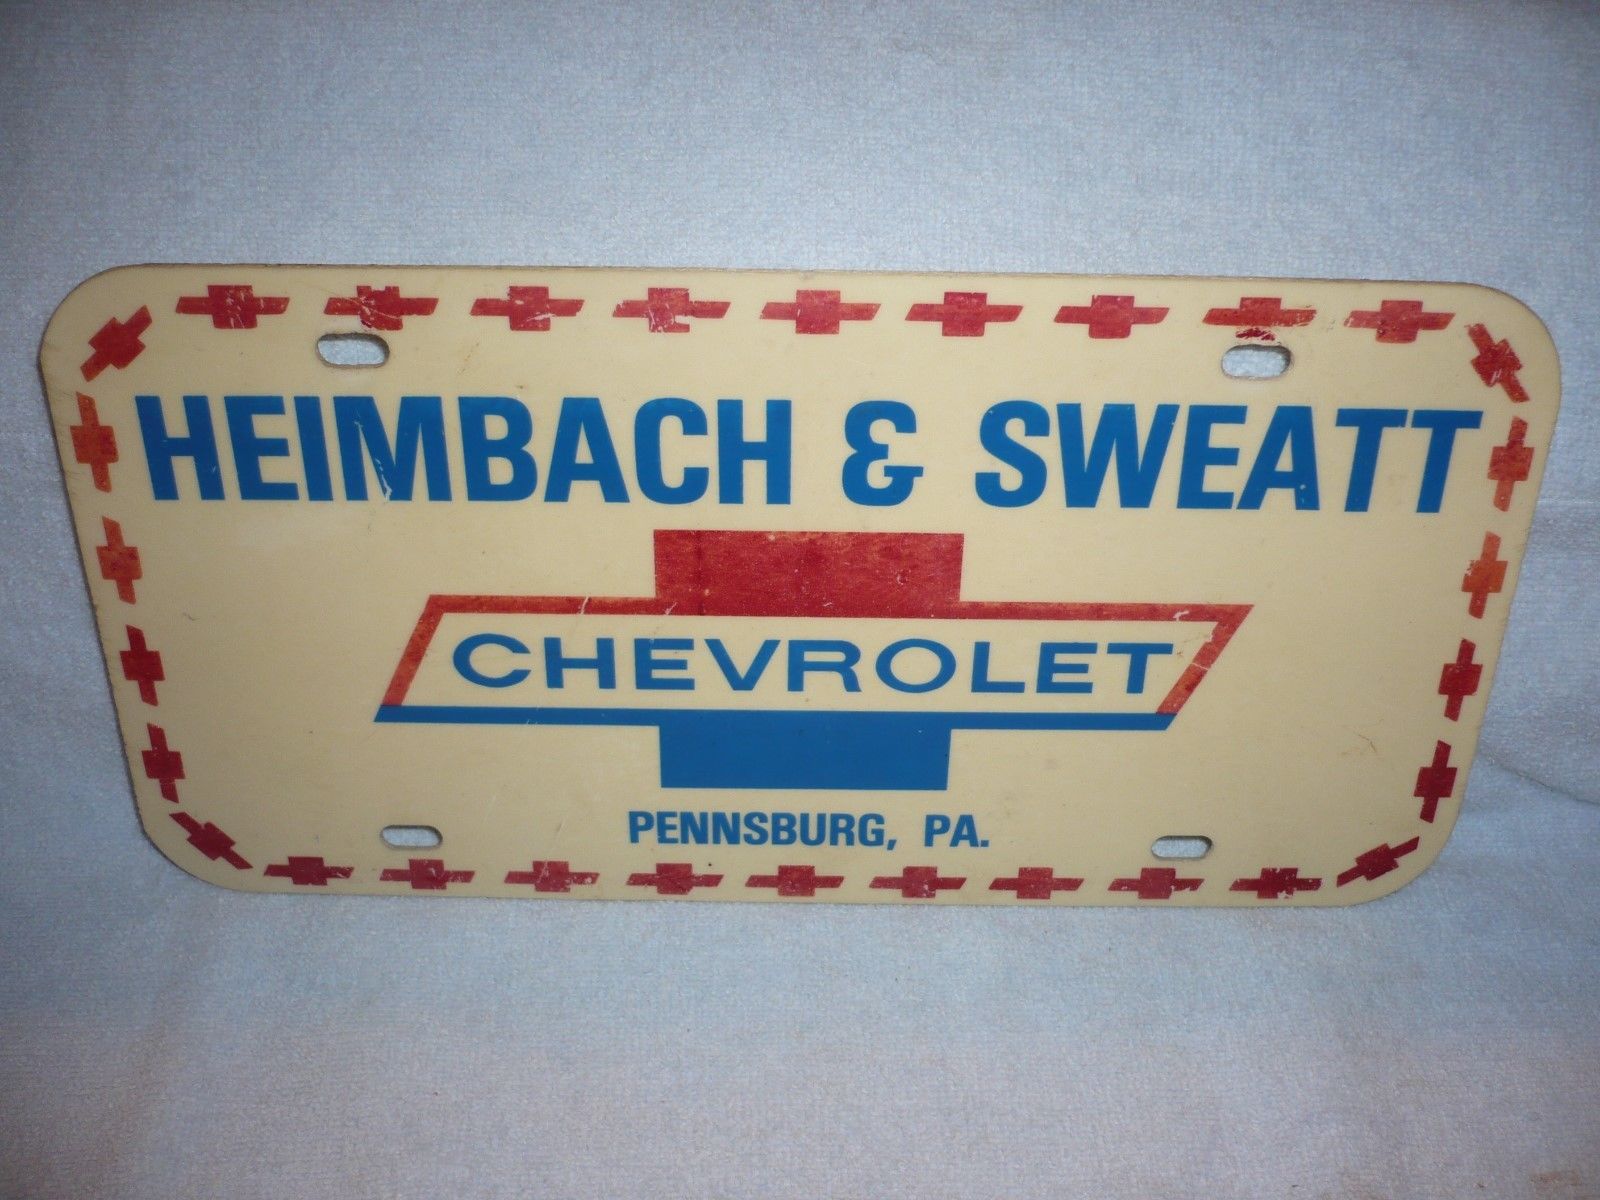 HEIMBACH & SWEATT
CHEVROLET
PENNSBURG, PA.